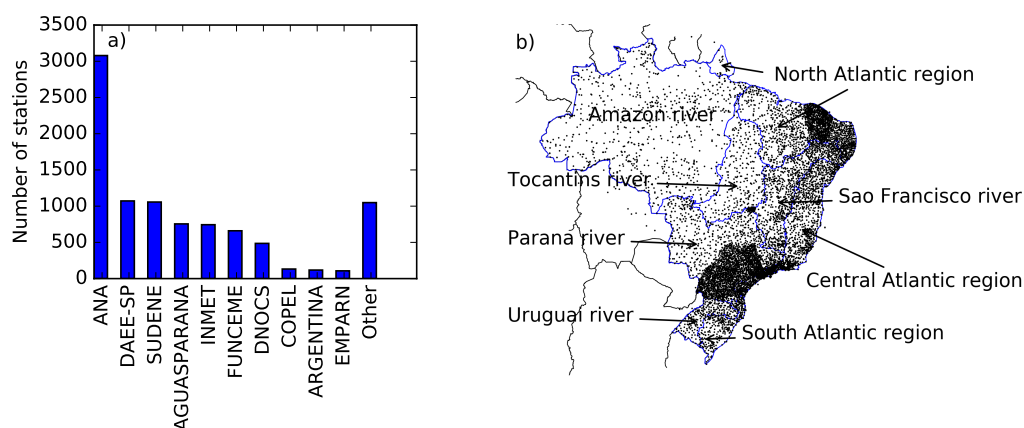 a)
Number of stations
3500
3000
2500
2000
1500
1000
500
0
ANA
DAEE-SP
SUDENE
AGUASPARANA
INMET
FUNCEME
DNOCS
COPEL
ARGENTINA
EMPARN
Other
b)
North Atlantic region
Amazon river
Tocantins river
Sao Francisco river
Parana river
Central Atlantic region
Uruguai river
South Atlantic region